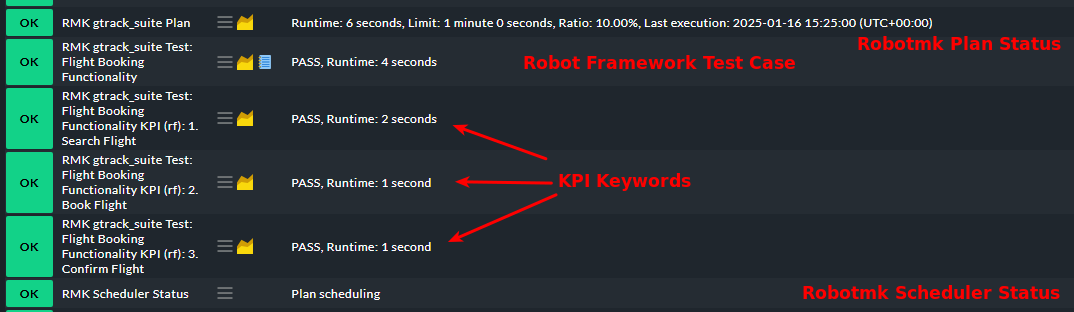 OK RMK gtrack_suite Plan Runtime: 6 seconds, Limit: 1 minute 0 seconds, Ratio: 10.00%, Last execution: 2025-01-16 15:25:00 (UTC+00:00)
Robotmk Plan Status
RMK gtrack_suite Test:
OK Flight Booking PASS, Runtime: 4 seconds Robot Framework Test Case
Functionality
RMK gtrack_suite Test:
Flight Booking
OK Functionality KPI (rf): 1. PASS, Runtime: 2 seconds
Search Flight
RMK gtrack_suite Test:
Flight Booking
OK Functionality KPI (rf): 2. PASS, Runtime: 1 second KPI Keywords
Book Flight
RMK gtrack_suite Test:
Flight Booking
OK Functionality KPI (rf): 3. PASS, Runtime: 1 second
Confirm Flight
OK RMK Scheduler Status Plan scheduling Robotmk Scheduler Status